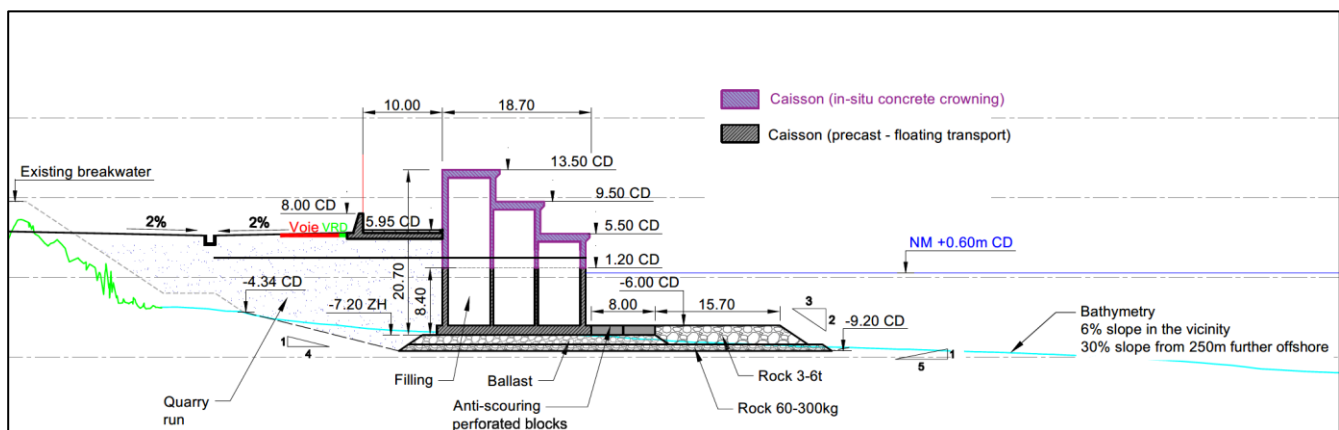 10.00
18.70
Caisson (in-situ concrete crowning)
Caisson (precast - floating transport)
Existing breakwater
13.50 CD
9.50 CD
8.00 CD
5.95 CD
5.50 CD
2%
2%
Voie VRD
NM +0.60m CD
1.20 CD
20.70
8.40
-4.34 CD
-7.20 ZH
-6.00 CD
8.00
15.70
3
2
-9.20 CD
1
4
1
5
Bathymetry
6% slope in the vicinity
30% slope from 250m further offshore
Filling
Ballast
Rock 3-6t
Quarry
run
Anti-scouring
perforated blocks
Rock 60-300kg